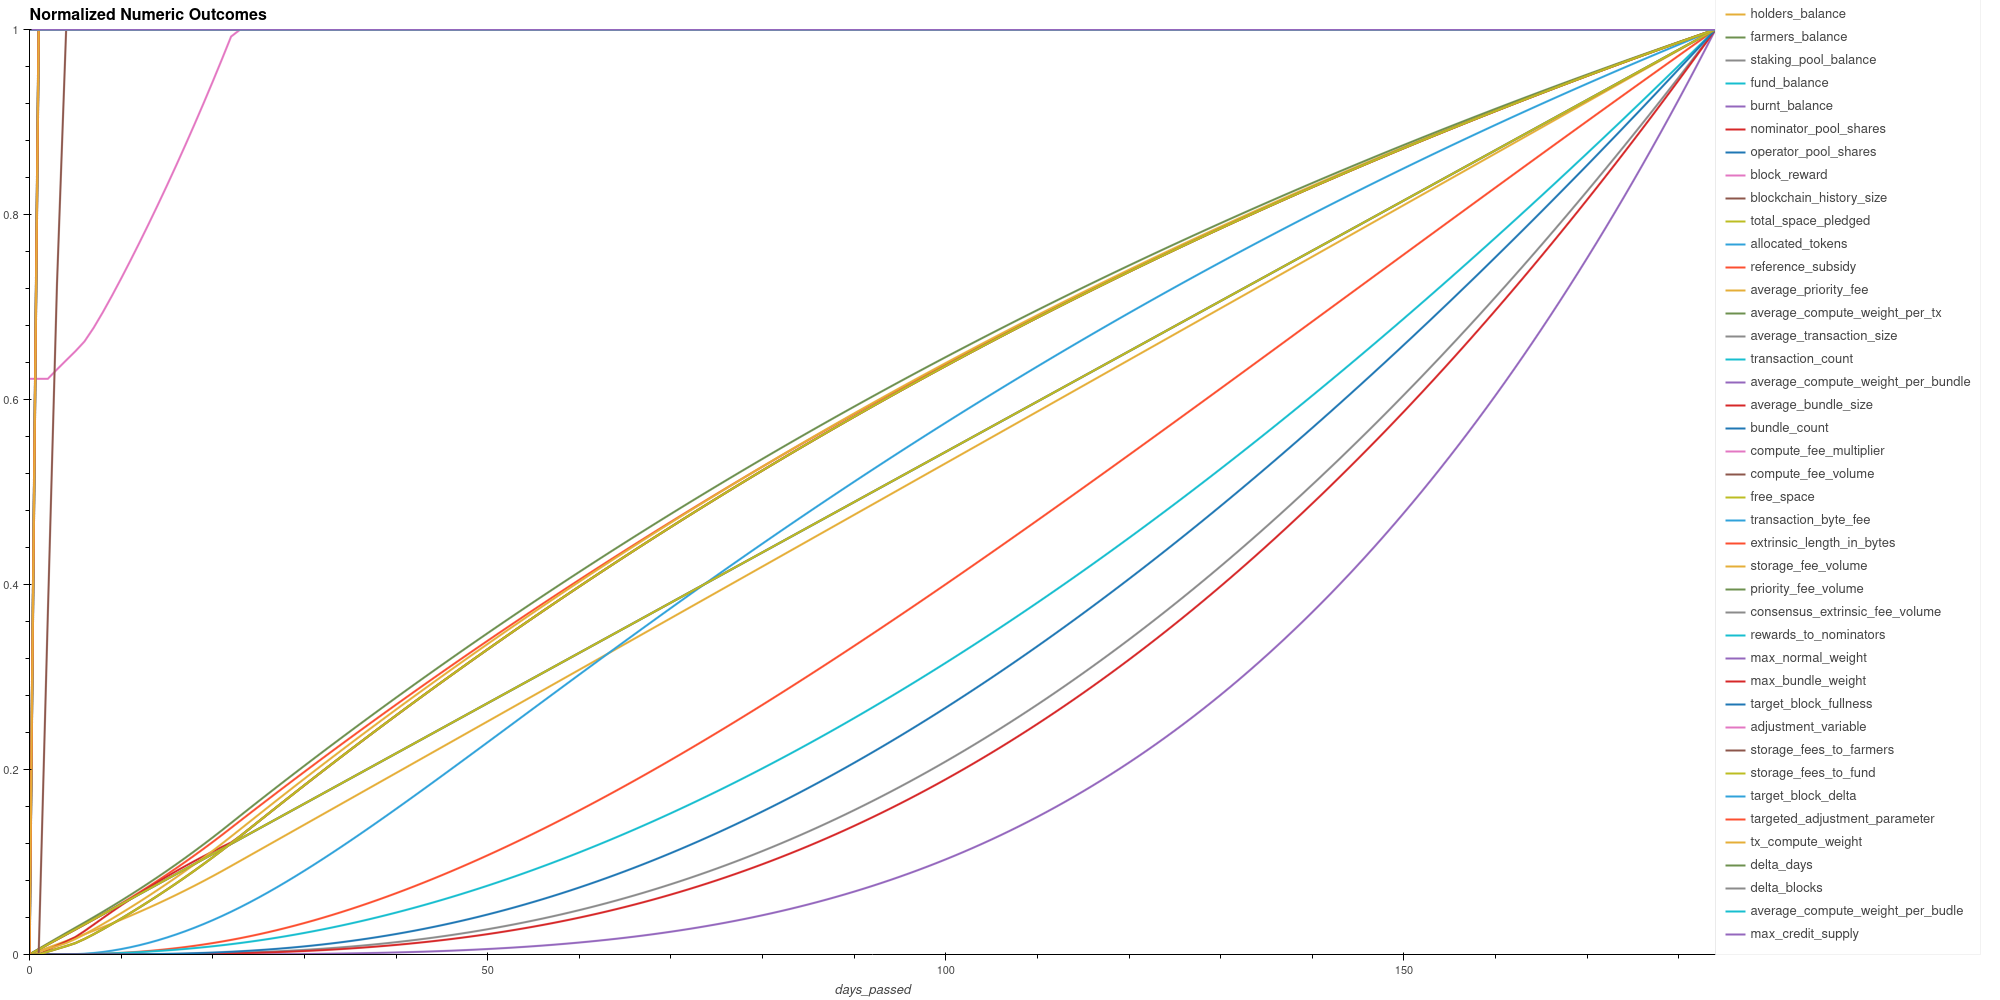 Normalized Numeric Outcomes
1
0.8
0.6
0.4
0.2
0
0
50
100
150
days_passed
holders_balance
farmers_balance
staking_pool_balance
fund_balance
burnt_balance
nominator_pool_shares
operator_pool_shares
block_reward
blockchain_history_size
total_space_pledged
allocated_tokens
reference_subsidy
average_priority_fee
average_compute_weight_per_tx
average_transaction_size
transaction_count
average_compute_weight_per_bundle
average_bundle_size
bundle_count
compute_fee_multiplier
compute_fee_volume
free_space
transaction_byte_fee
extrinsic_length_in_bytes
storage_fee_volume
priority_fee_volume
consensus_extrinsic_fee_volume
rewards_to_nominators
max_normal_weight
max_bundle_weight
target_block_fullness
adjustment_variable
storage_fees_to_farmers
storage_fees_to_fund
target_block_delta
targeted_adjustment_parameter
tx_compute_weight
delta_days
delta_blocks
average_compute_weight_per_budle
max_credit_supply